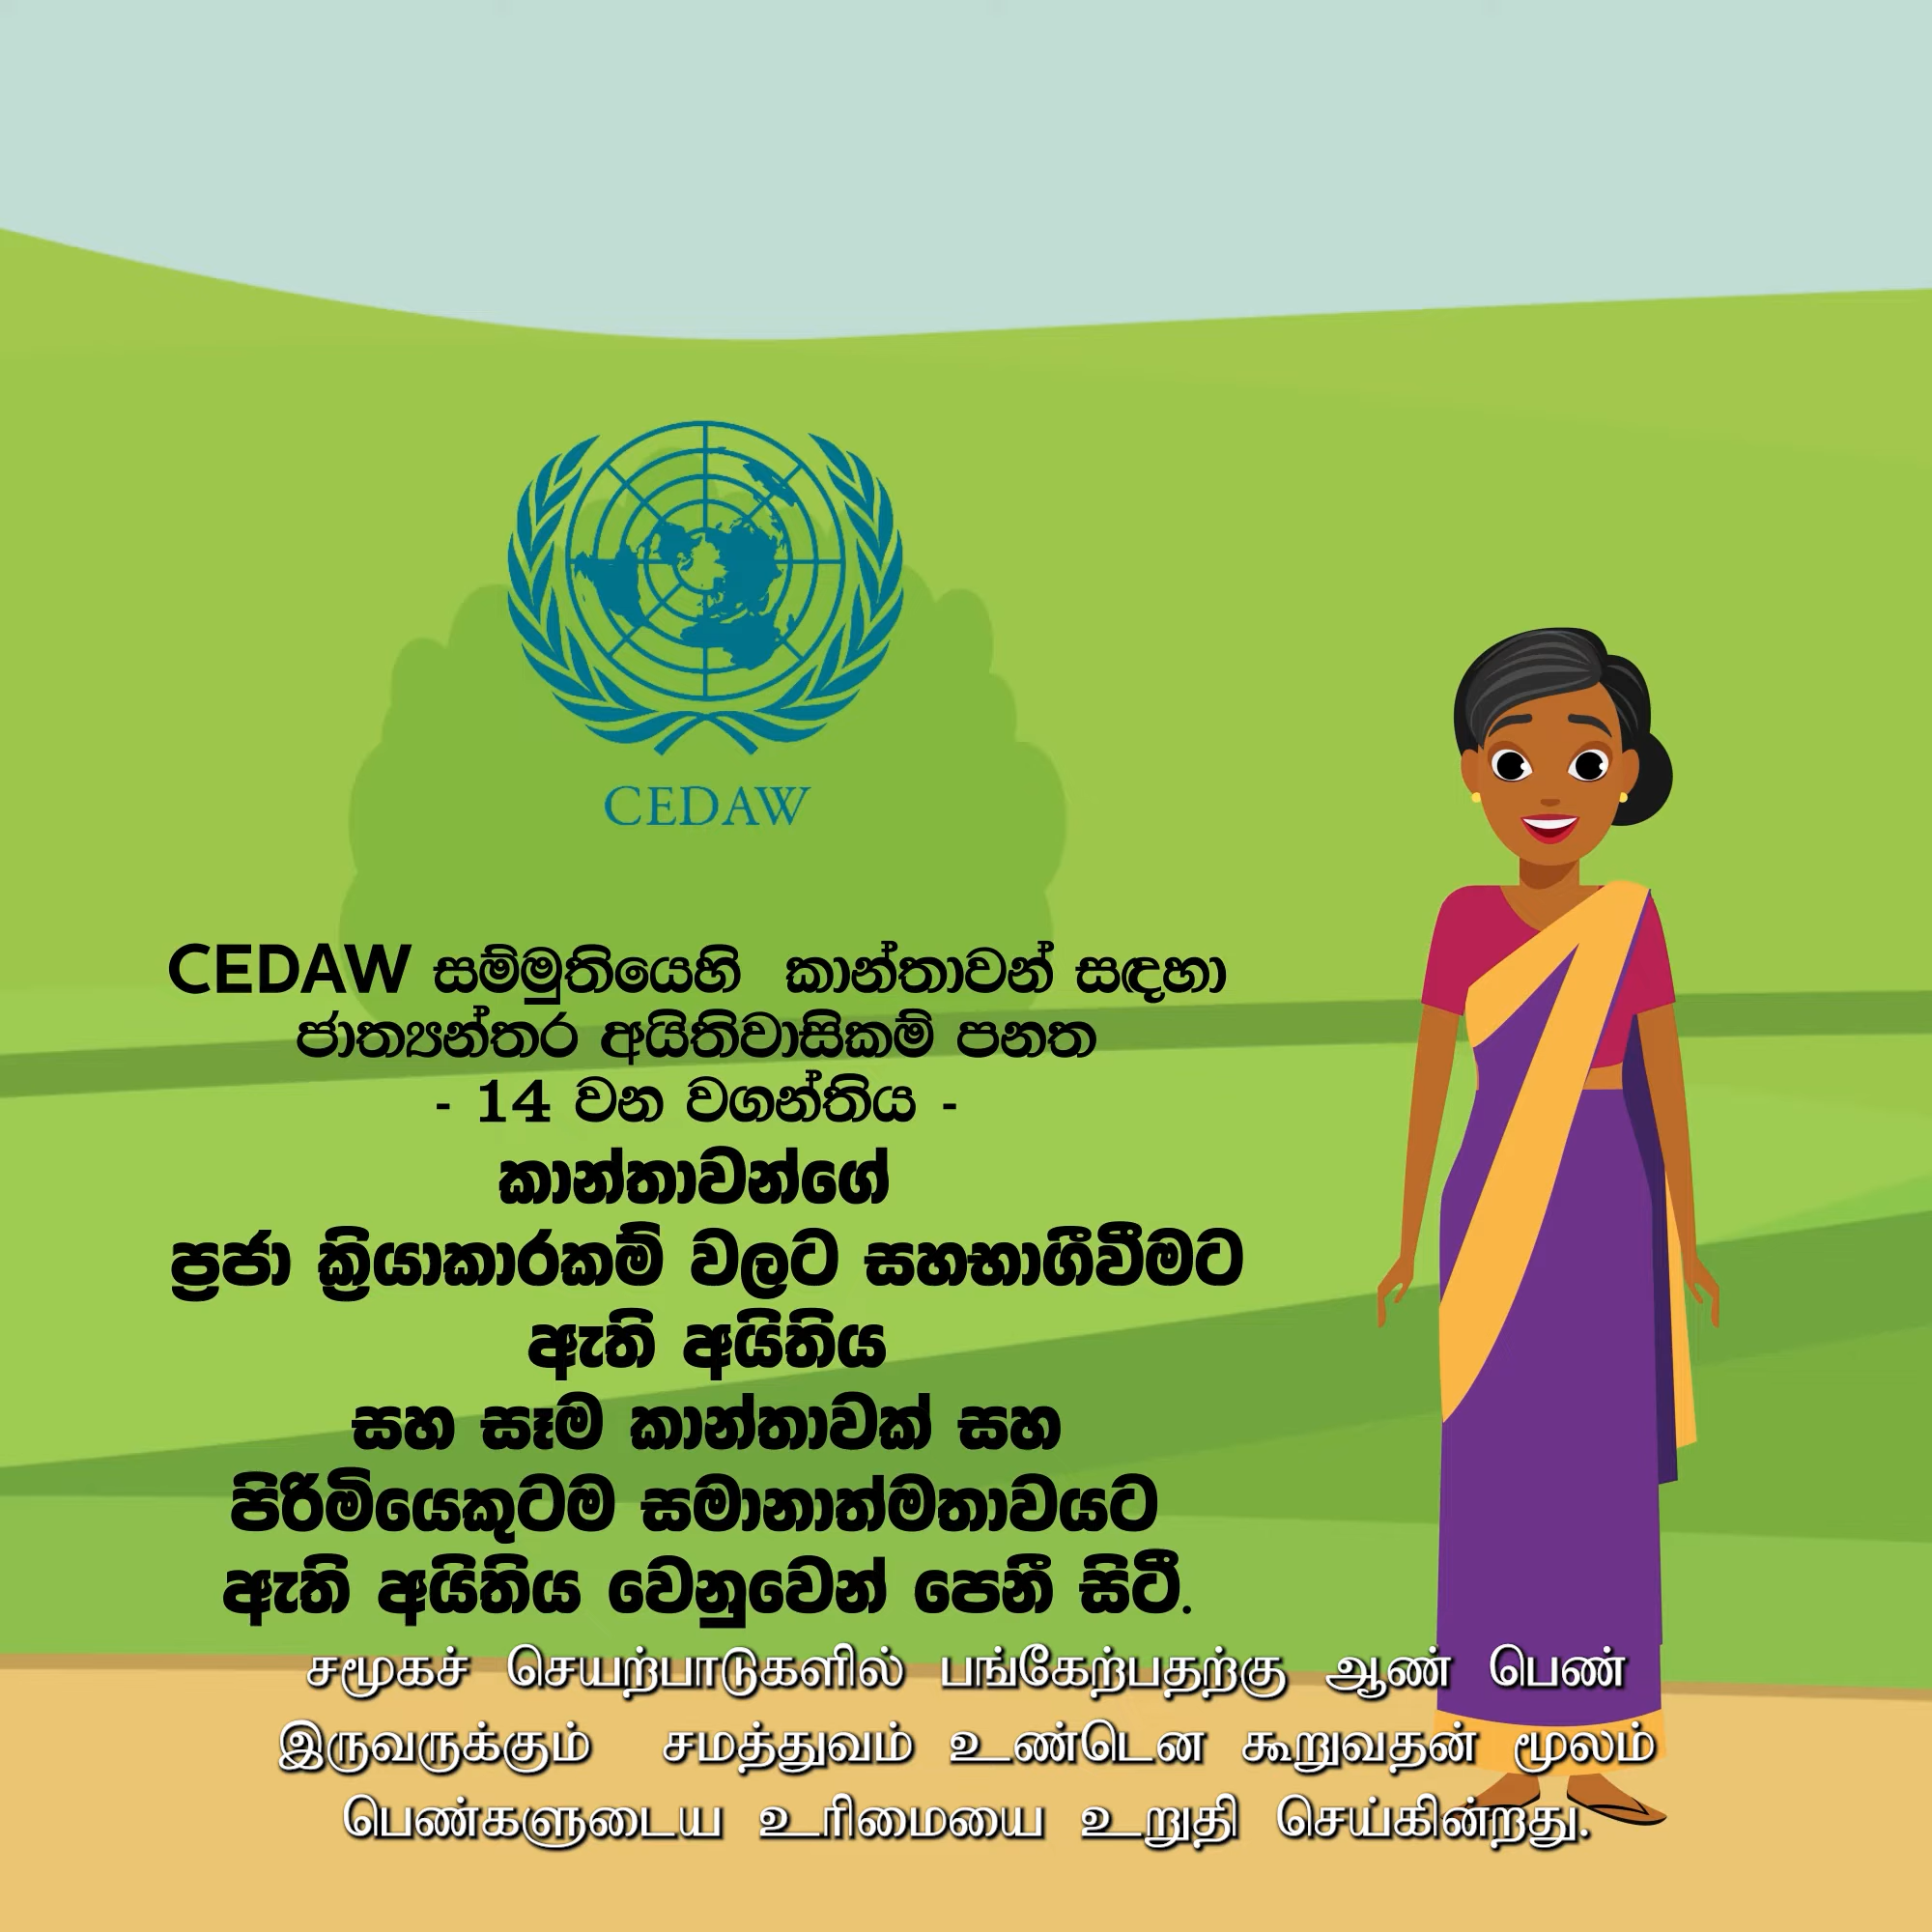 CEDAW
CEDAW සම්මුතියෙහි කාන්තාවන් සඳහා
ජාත්‍යන්තර අයිතිවාසිකම් පනත
- 14 වන වගන්තිය -
කාන්තාවන්ගේ
ප්‍රජා ක්‍රියාකාරකම් වලට සහභාගීවීමට
ඇති අයිතිය
සහ සෑම කාන්තාවක් සහ
පිරිමියෙකුටම සමානාත්මතාවයට
ඇති අයිතිය වෙනුවෙන් පෙනී සිටී.
சமூகச் செயற்பாடுகளில் பங்கேற்பதற்கு ஆண் பெண்
இருவருக்கும் சமத்துவம் உண்டென கூறுவதன் மூலம்
பெண்களுடைய உரிமையை உறுதி செய்கின்றது.